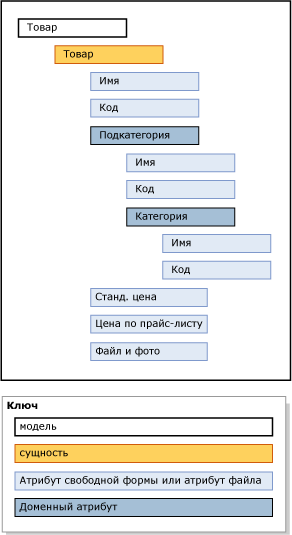 Товар
Товар
Имя
Код
Подкатегория
Имя
Код
Категория
Имя
Код
Станд. цена
Цена по прайс-листу
Файл и фото
Ключ
модель
сущность
Атрибут свободной формы или атрибут файла
Доменный атрибут